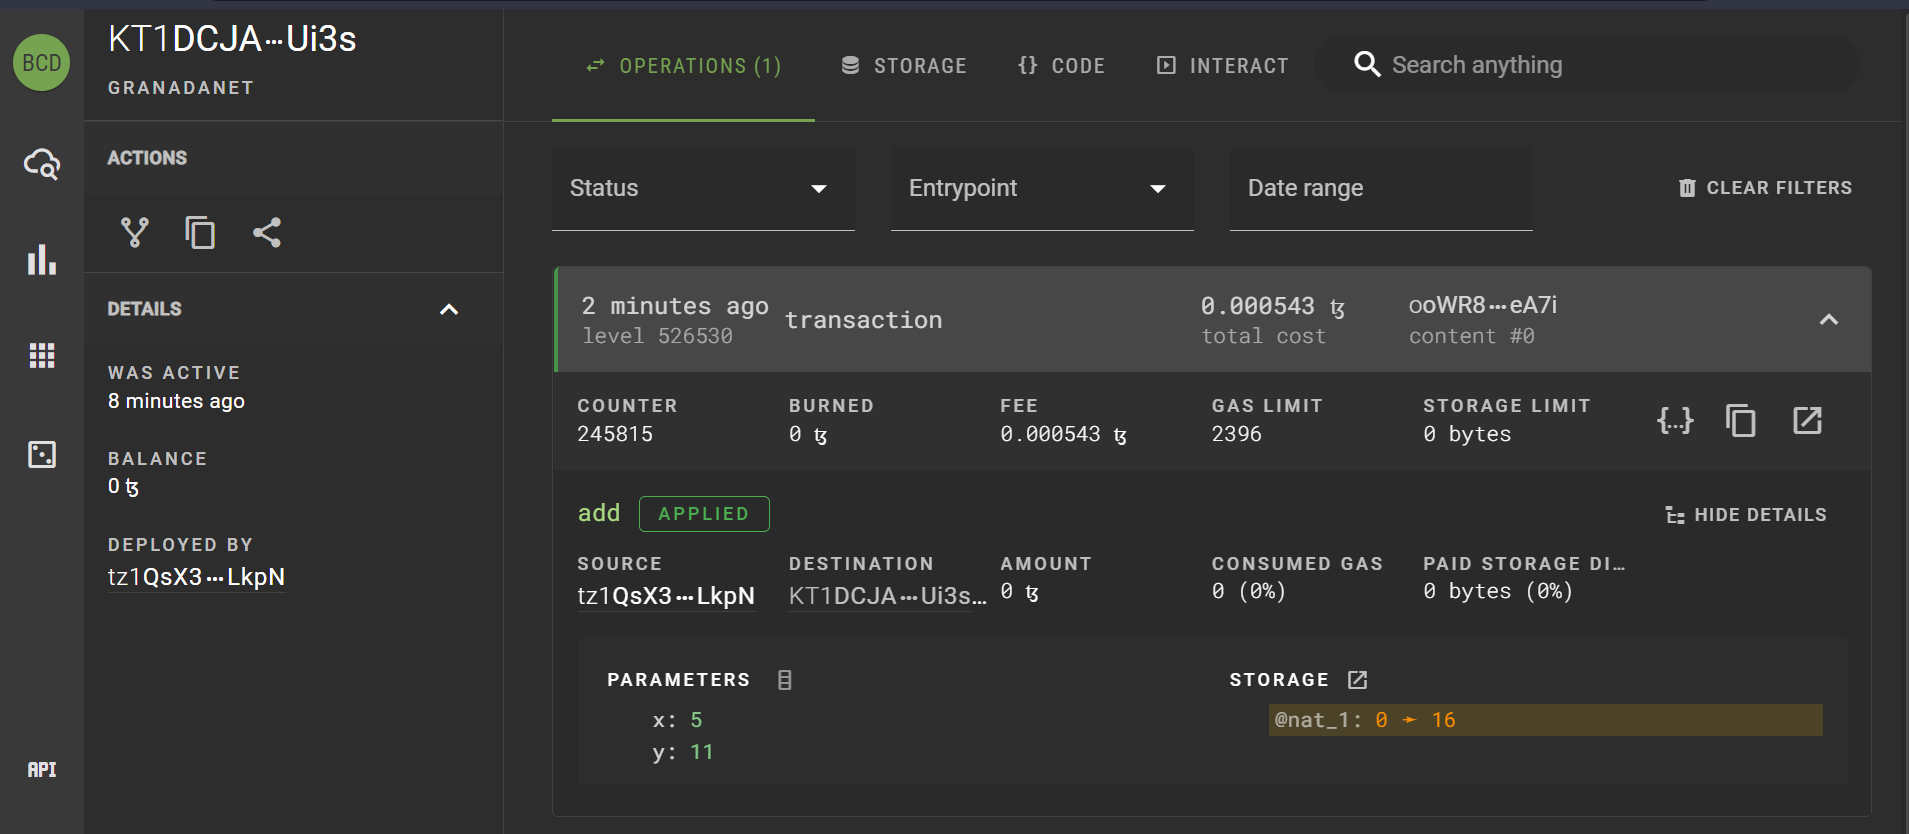 BCD
KT1DCJA···Ui3s
GRANADANET
ACTIONS
DETAILS
WAS ACTIVE
8 minutes ago
BALANCE
0 ꜩ
DEPLOYED BY
tz1QsX3···LkpN
API
OPERATIONS (1)
STORAGE
{} CODE
INTERACT
Search anything
Status
Entrypoint
Date range
CLEAR FILTERS
2 minutes ago
level 526530
transaction
0.000543 ꜩ
total cost
ooWR8···eA7i
content #0
COUNTER
245815
BURNED
0 ꜩ
FEE
0.000543 ꜩ
GAS LIMIT
2396
STORAGE LIMIT
0 bytes
{...}
add
APPLIED
HIDE DETAILS
SOURCE
tz1QsX3···LkpN
DESTINATION
KT1DCJA···Ui3s...
AMOUNT
0 ꜩ
CONSUMED GAS
0 (0%)
PAID STORAGE DI...
0 bytes (0%)
PARAMETERS
x: 5
y: 11
STORAGE
@nat_1: 0 ➛ 16